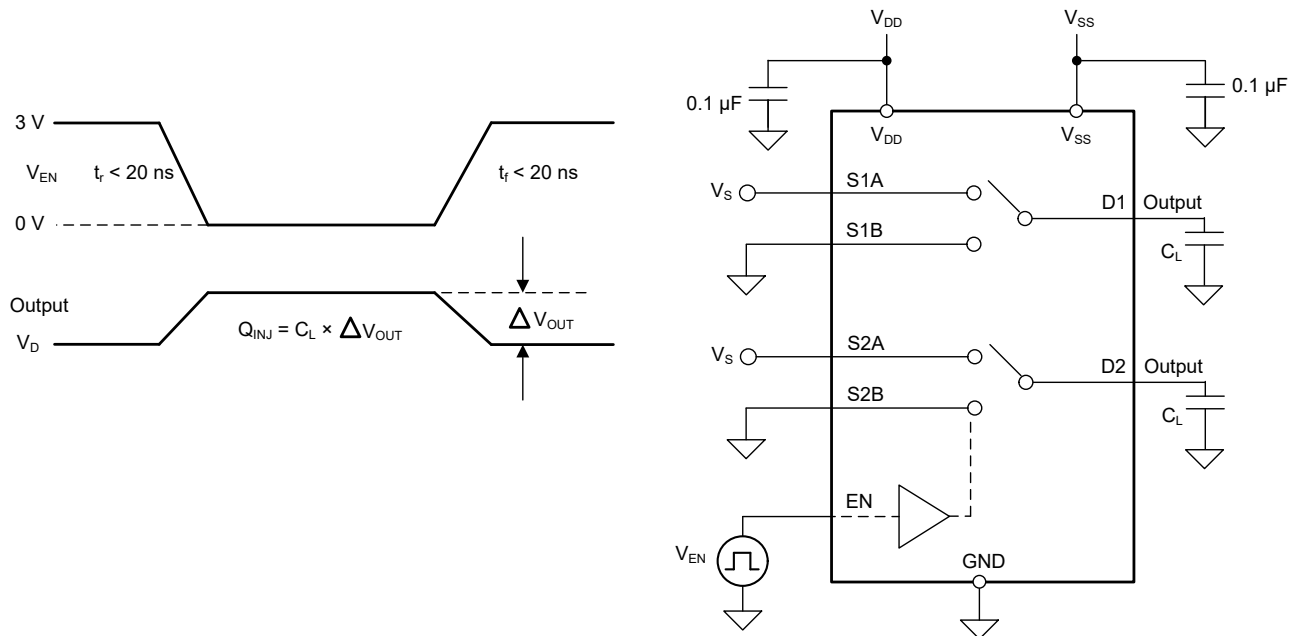 3 V
V_EN
t_r < 20 ns
t_f < 20 ns
0 V
Output
V_D
Q_INJ = C_L × Δ V_OUT
Δ V_OUT
V_DD
V_SS
0.1 µF
0.1 µF
V_DD
V_SS
V_S
S1A
D1
Output
S1B
C_L
V_S
S2A
D2
Output
S2B
C_L
EN
V_EN
GND